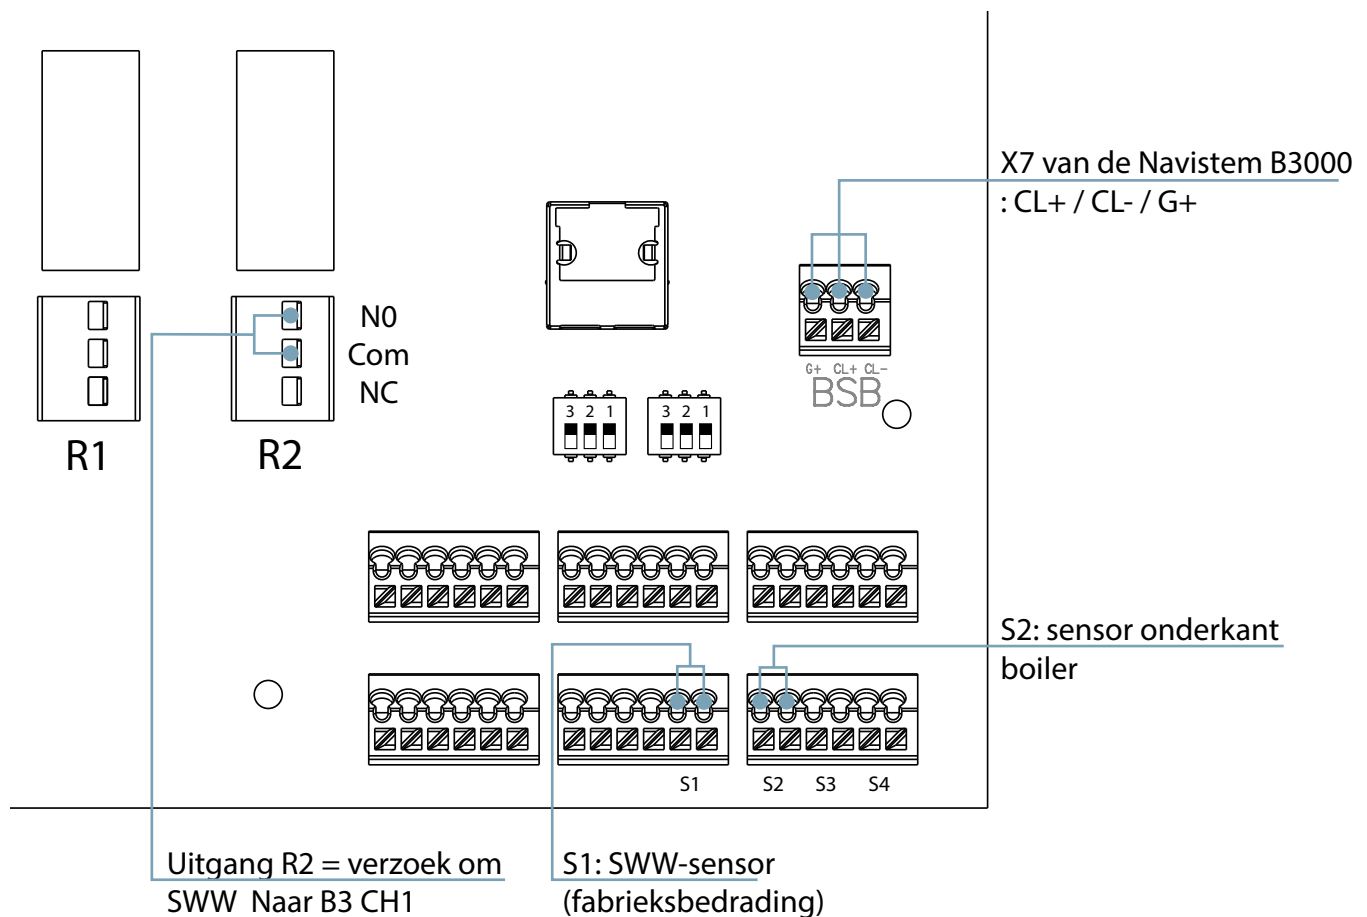 X7 van de Navistem B3000
: CL+ / CL- / G+
N0
Com
NC
G+ CL+ CL-
BSB
3 2 1
3 2 1
R1
R2
S2: sensor onderkant
boiler
S1
S2
S3
S4
Uitgang R2 = verzoek om
SWW Naar B3 CH1
S1: SWW-sensor
(fabrieksbedrading)